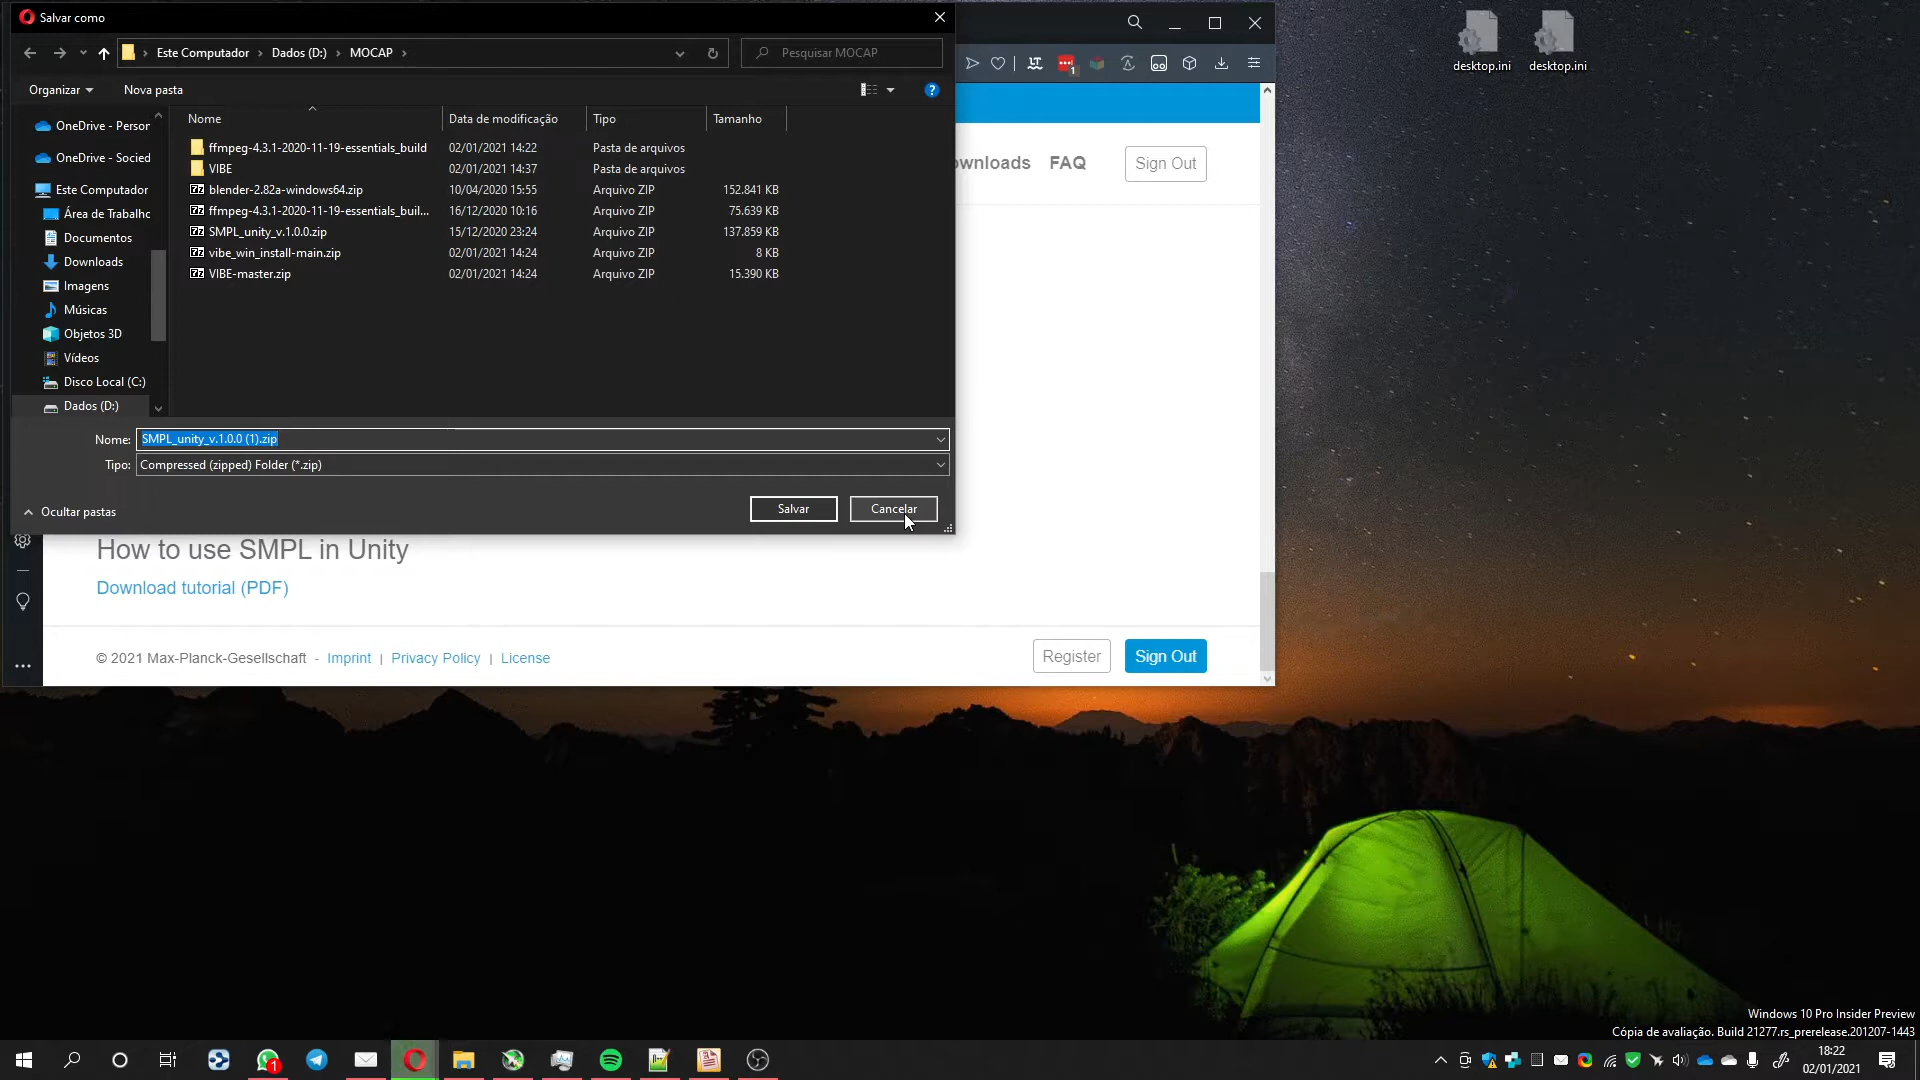 Salvar como
Este Computador
Dados (D:)
MOCAP
Pesquisar MOCAP
Organizar
Nova pasta
Nome
Data de modificação
Tipo
Tamanho
OneDrive - Person
OneDrive - Socied
Este Computador
Área de Trabalho
Documentos
Downloads
Imagens
Músicas
Objetos 3D
Vídeos
Disco Local (C:)
Dados (D:)
ffmpeg-4.3.1-2020-11-19-essentials_build 02/01/2021 14:22 Pasta de arquivos
VIBE 02/01/2021 14:37 Pasta de arquivos
blender-2.82a-windows64.zip 10/04/2020 15:55 Arquivo ZIP 152.841 KB
ffmpeg-4.3.1-2020-11-19-essentials_buil... 16/12/2020 10:16 Arquivo ZIP 75.639 KB
SMPL_unity_v.1.0.0.zip 15/12/2020 23:24 Arquivo ZIP 137.859 KB
vibe_win_install-main.zip 02/01/2021 14:24 Arquivo ZIP 8 KB
VIBE-master.zip 02/01/2021 14:24 Arquivo ZIP 15.390 KB
Nome: SMPL_unity_v.1.0.0 (1).zip
Tipo: Compressed (zipped) Folder (*.zip)
Ocultar pastas
Salvar
Cancelar
wnloads
FAQ
Sign Out
How to use SMPL in Unity
Download tutorial (PDF)
© 2021 Max-Planck-Gesellschaft - Imprint | Privacy Policy | License
Register
Sign Out
desktop.ini
desktop.ini
Windows 10 Pro Insider Preview
Cópia de avaliação. Build 21277.rs_prerelease.201207-1443
18:22
02/01/2021